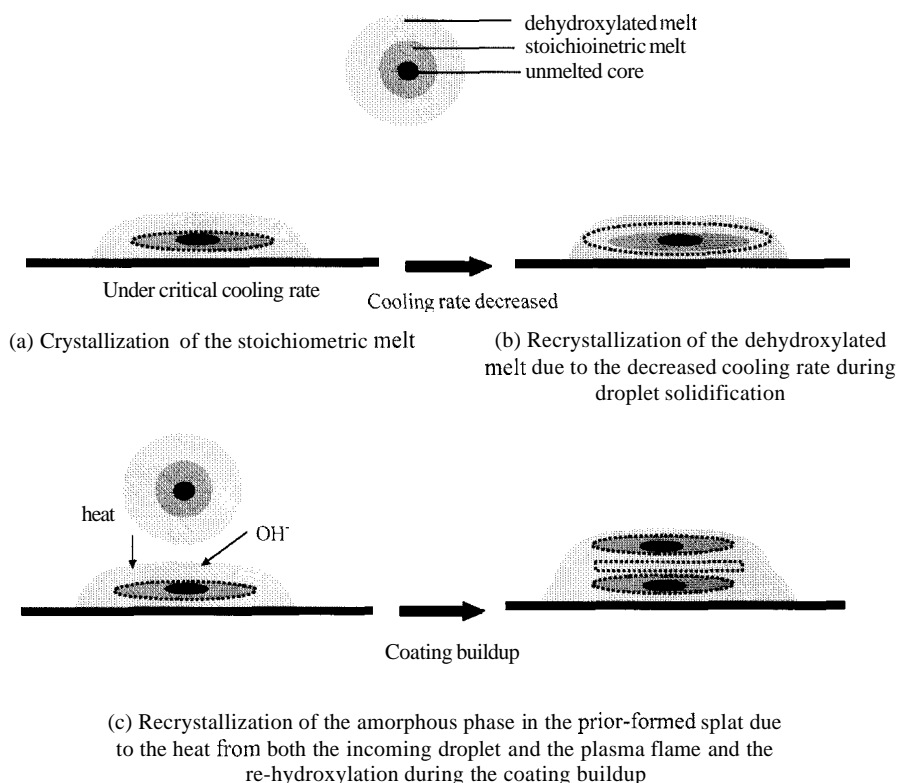 dehydroxylated melt
stoichioinetric melt
unmelted core
Under critical cooling rate
Cooling rate decreased
(a) Crystallization of the stoichiometric melt
(b) Recrystallization of the dehydroxylated
melt due to the decreased cooling rate during
droplet solidification
heat
OH-
Coating buildup
(c) Recrystallization of the amorphous phase in the prior-formed splat due
to the heat from both the incoming droplet and the plasma flame and the
re-hydroxylation during the coating buildup